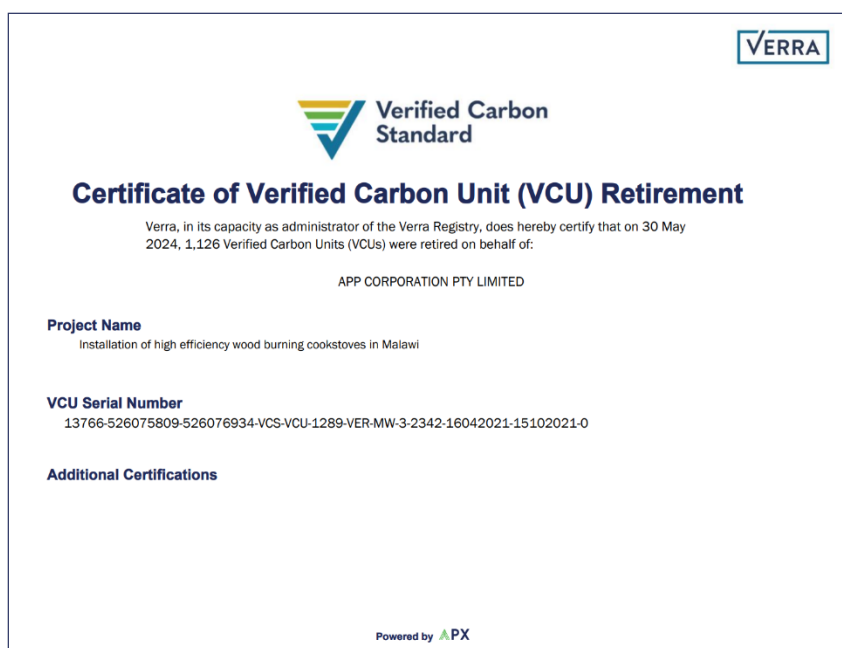 VERRA
Verified Carbon
Standard
Certificate of Verified Carbon Unit (VCU) Retirement
Verra, in its capacity as administrator of the Verra Registry, does hereby certify that on 30 May
2024, 1,126 Verified Carbon Units (VCUs) were retired on behalf of:
APP CORPORATION PTY LIMITED
Project Name
Installation of high efficiency wood burning cookstoves in Malawi
VCU Serial Number
13766-526075809-526076934-VCS-VCU-1289-VER-MW-3-2342-16042021-15102021-0
Additional Certifications
Powered by APX